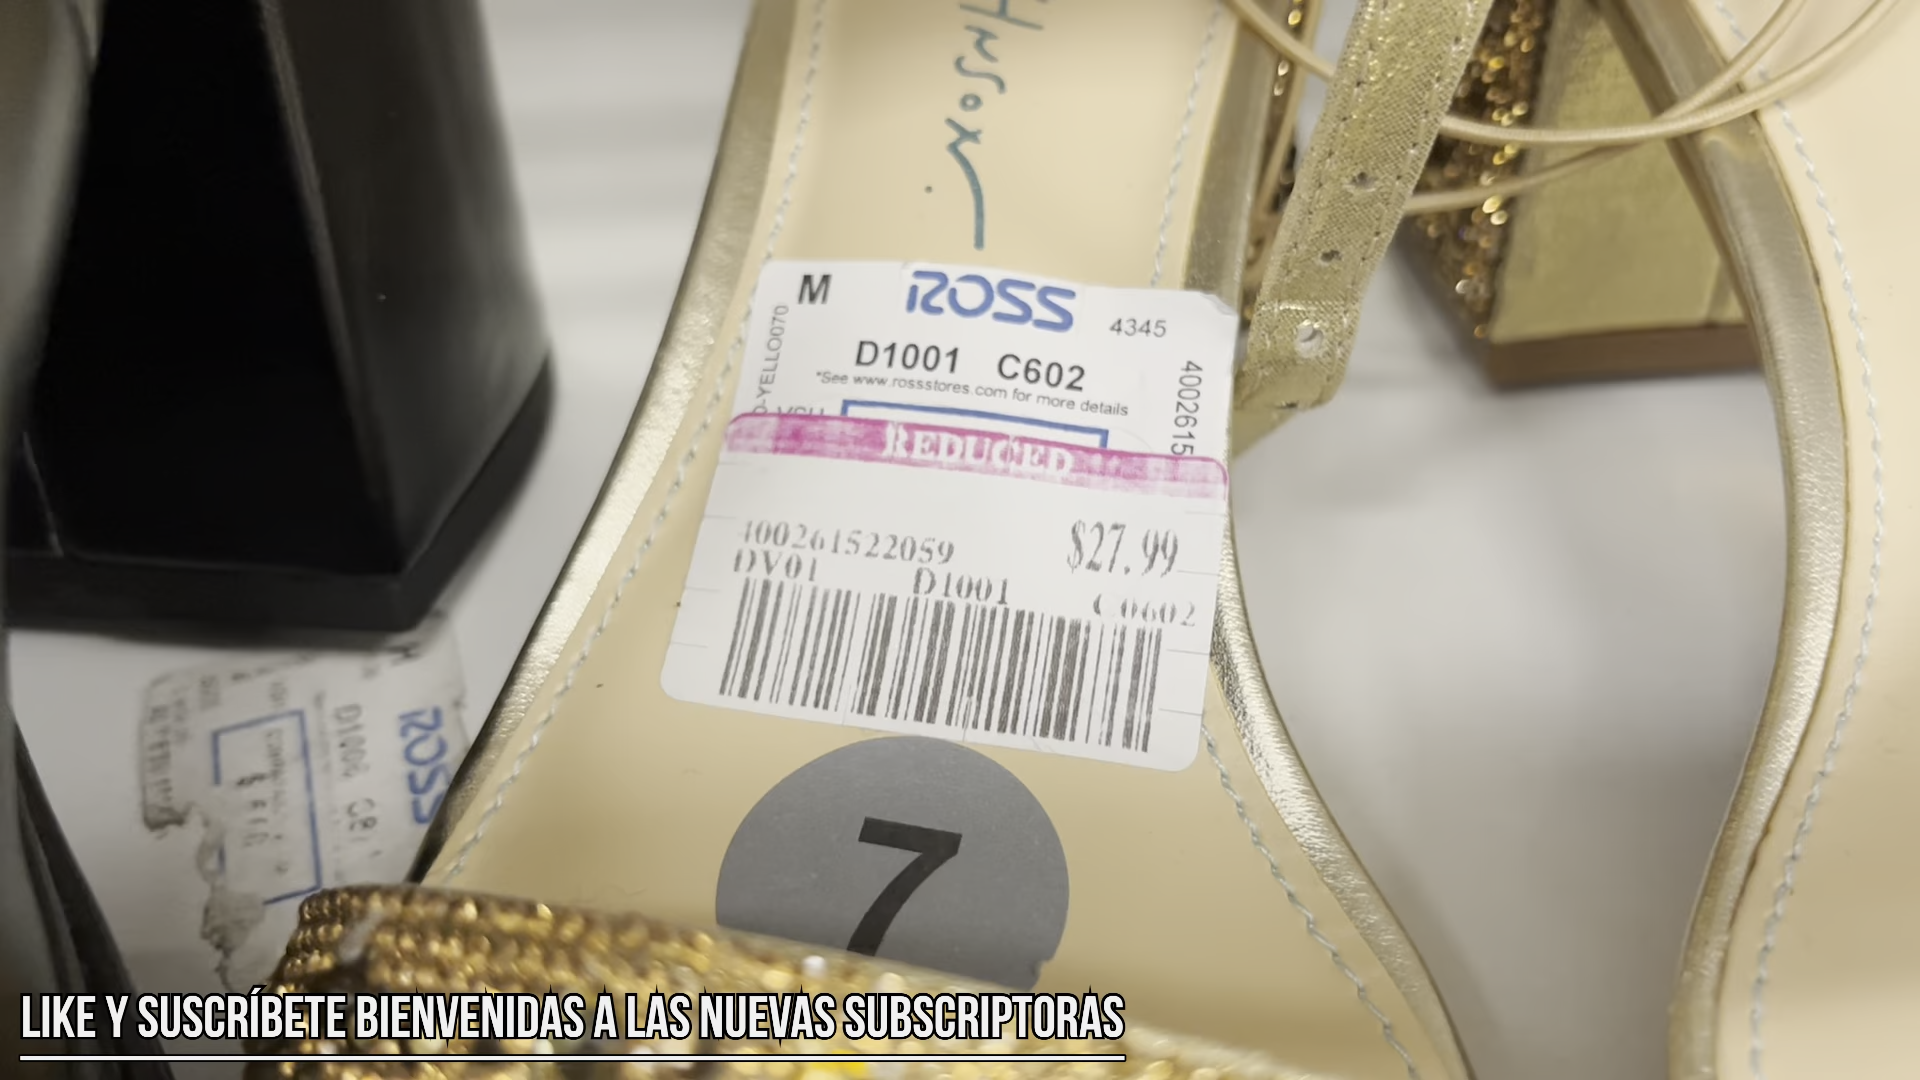 HNSON
M
ROSS
4345
D1001 C602
*See www.rossstores.com for more details
4002615
REDUCED
400261522059
$27.99
DV01 D1001 C0602
7
ROSS
LIKE Y SUSCRÍBETE BIENVENIDAS A LAS NUEVAS SUBSCRIPTORAS